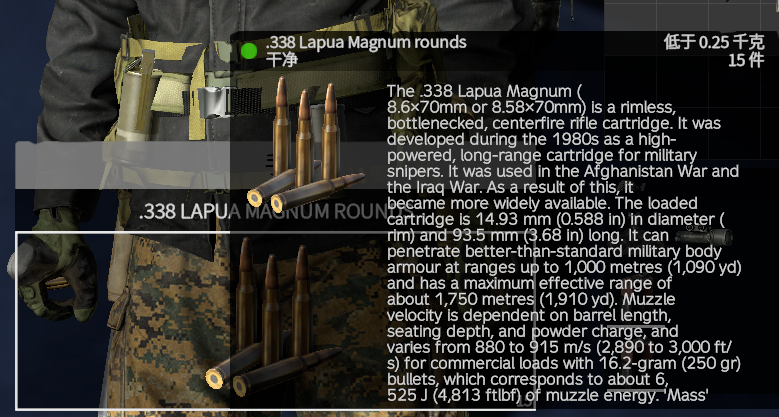 .338 Lapua Magnum rounds
低于 0.25 千克
干净
15 件
The .338 Lapua Magnum (
8.6×70mm or 8.58×70mm) is a rimless,
bottlenecked, centerfire rifle cartridge. It was
developed during the 1980s as a high-
powered, long-range cartridge for military
snipers. It was used in the Afghanistan War and
the Iraq War. As a result of this, it
became more widely available. The loaded
cartridge is 14.93 mm (0.588 in) in diameter (
rim) and 93.5 mm (3.68 in) long. It can
penetrate better-than-standard military body
armour at ranges up to 1,000 metres (1,090 yd)
and has a maximum effective range of
about 1,750 metres (1,910 yd). Muzzle
velocity is dependent on barrel length,
seating depth, and powder charge, and
varies from 880 to 915 m/s (2,890 to 3,000 ft/
s) for commercial loads with 16.2-gram (250 gr)
bullets, which corresponds to about 6,
525 J (4,813 ftlbf) of muzzle energy. 'Mass'
.338 LAPUA MAGNUM ROUNDS
15